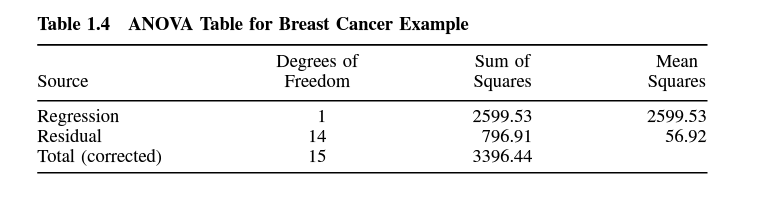 Table 1.4 ANOVA Table for Breast Cancer Example
Degrees of Sum of Mean
Source Freedom Squares Squares
Regression 1 2599.53 2599.53
Residual 14 796.91 56.92
Total (corrected) 15 3396.44